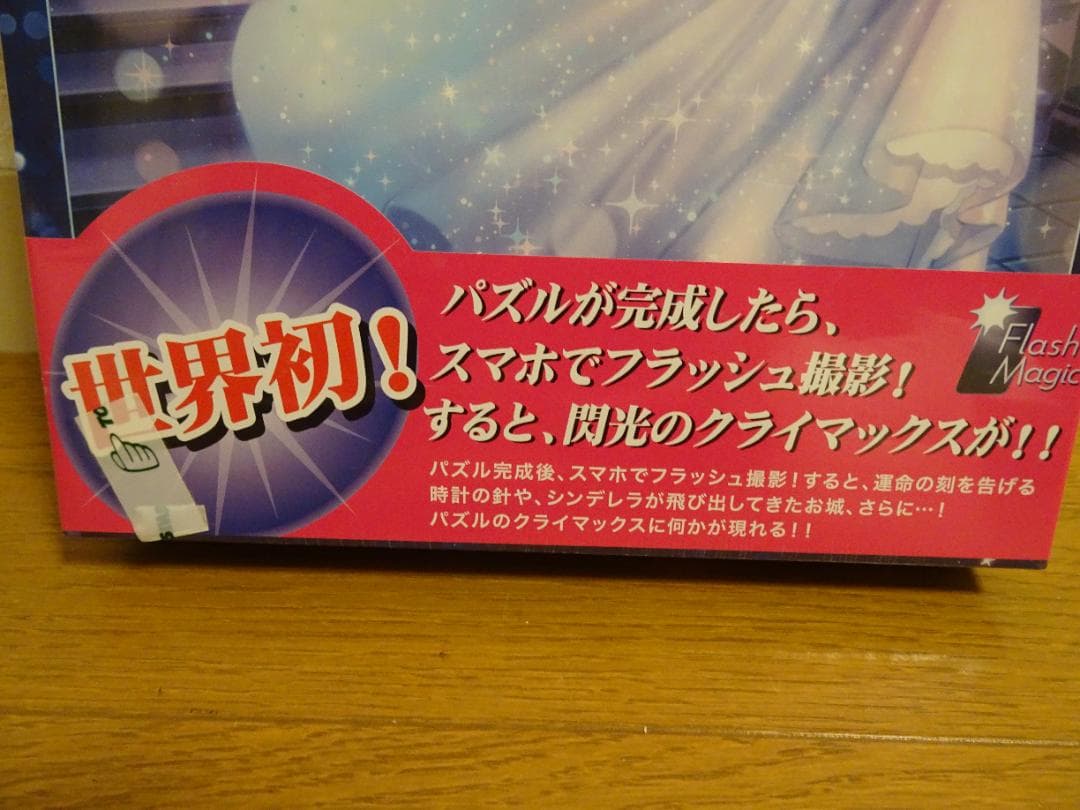 世界初!
パズルが完成したら、
スマホでフラッシュ撮影!
すると、閃光のクライマックスが!!
パズル完成後、スマホでフラッシュ撮影!すると、運命の刻を告げる
時計の針や、シンデレラが飛び出してきたお城、さらに…!
パズルのクライマックスに何かが現れる!!
Flash
Magic